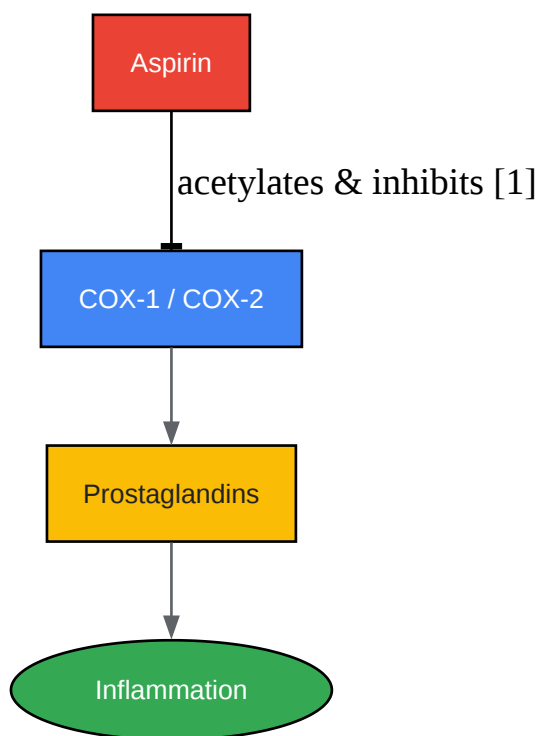 Aspirin
acetylates & inhibits [1]
COX-1 / COX-2
Prostaglandins
Inflammation